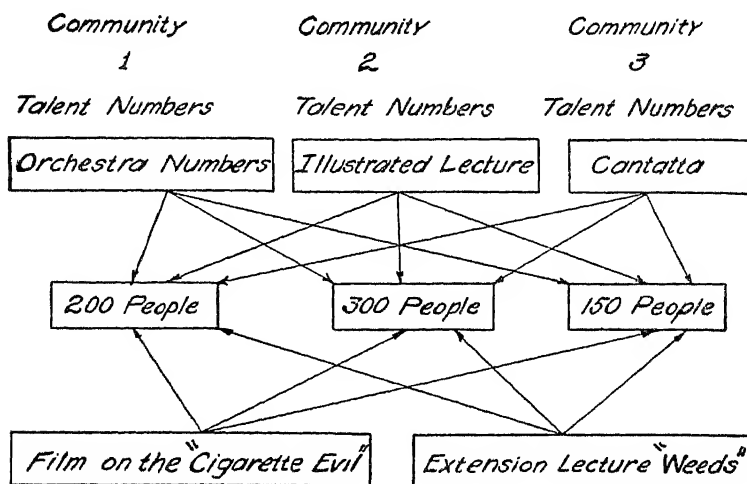 Community Community Community
1 2 3
Talent Numbers Talent Numbers Talent Numbers
Orchestra Numbers Illustrated Lecture Cantatta
200 People 300 People 150 People
Film on the "Cigarette Evil" Extension Lecture "Weeds"